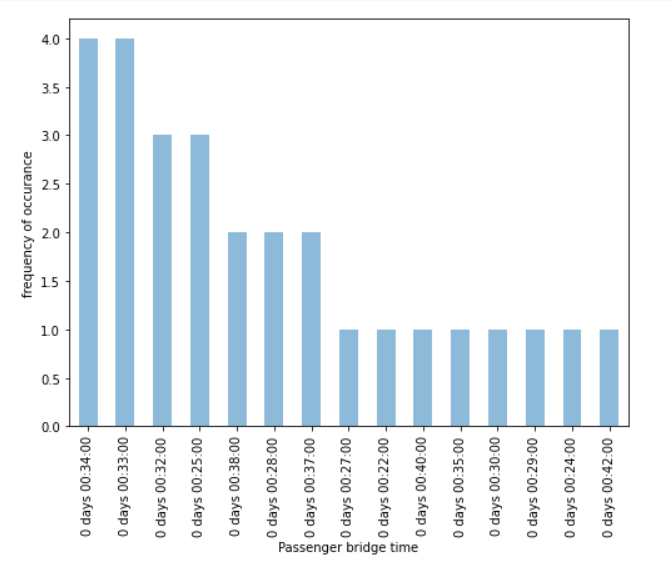 4.0
3.5
3.0
2.5
2.0
1.5
1.0
0.5
0.0
frequency of occurance
0 days 00:34:00
0 days 00:33:00
0 days 00:32:00
0 days 00:25:00
0 days 00:38:00
0 days 00:28:00
0 days 00:37:00
0 days 00:27:00
0 days 00:22:00
0 days 00:40:00
0 days 00:35:00
0 days 00:30:00
0 days 00:29:00
0 days 00:24:00
0 days 00:42:00
Passenger bridge time